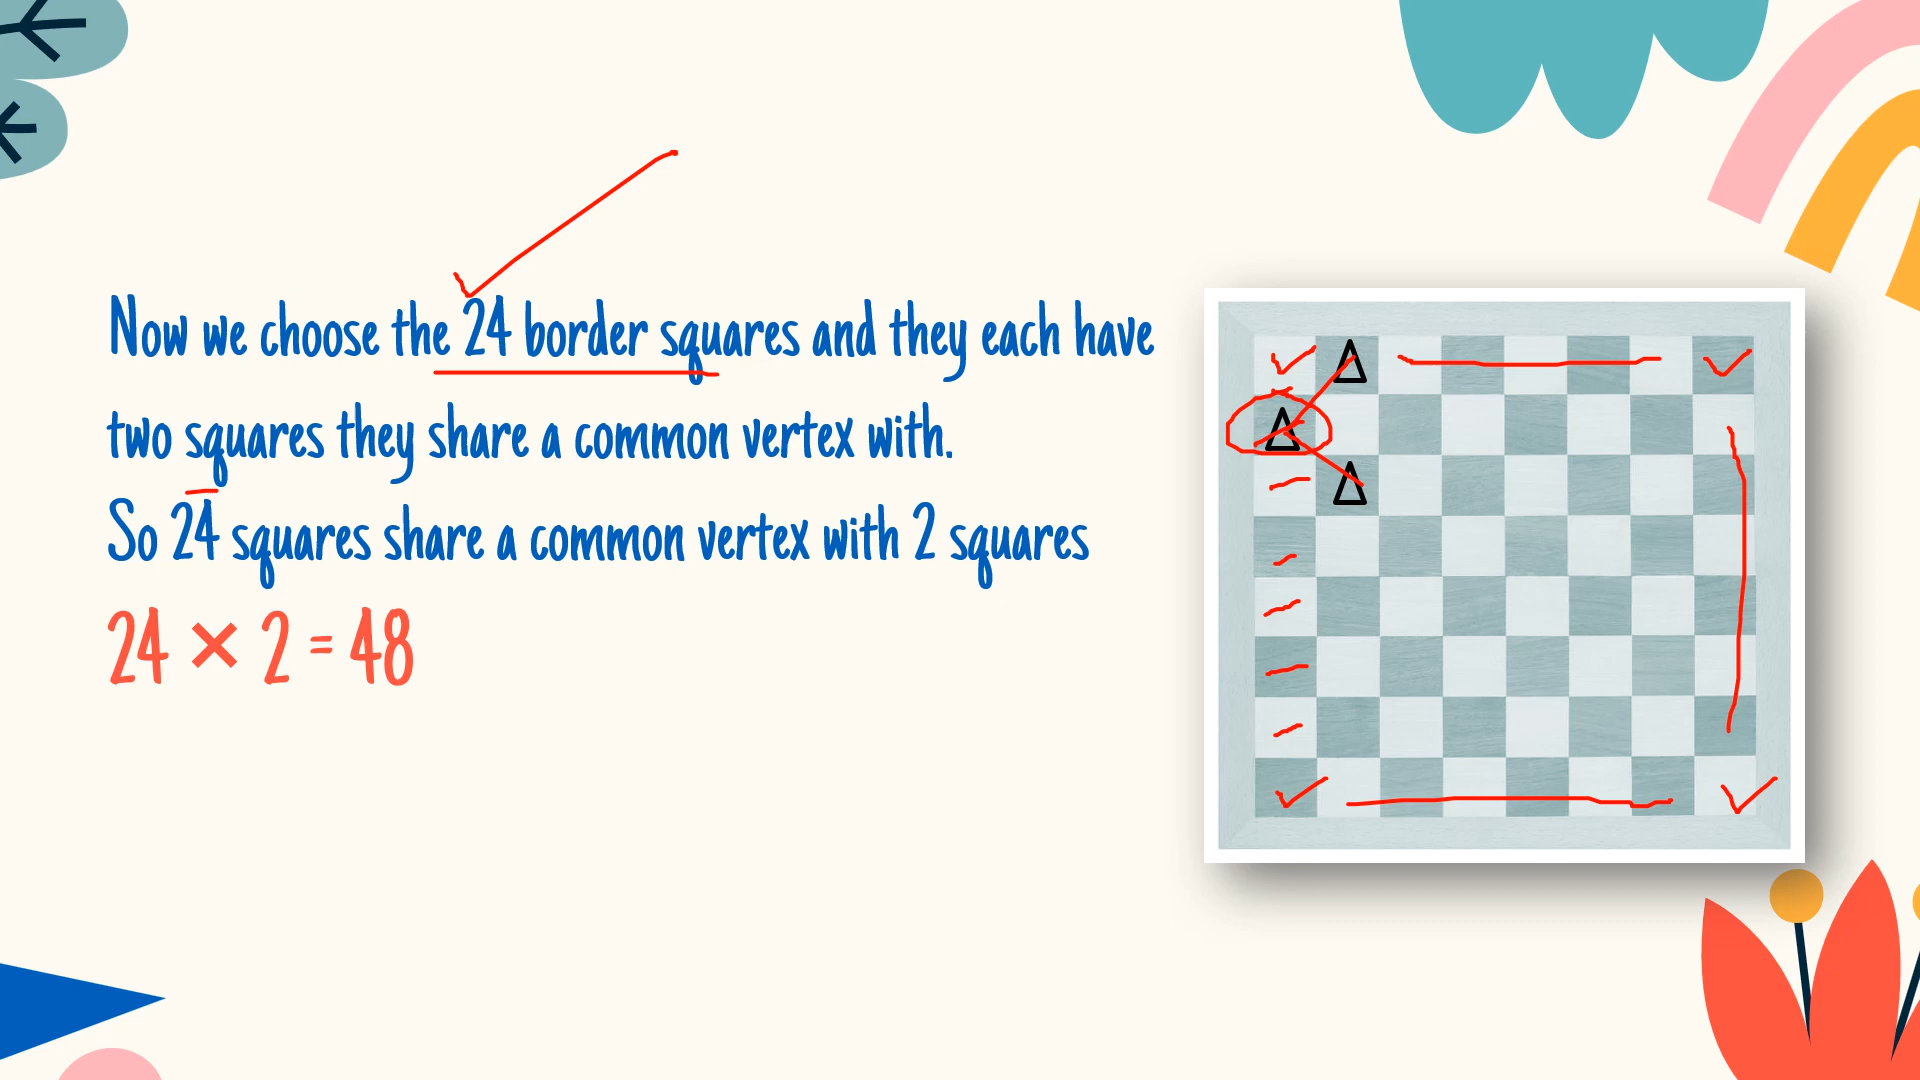 Now we choose the 24 border squares and they each have
two squares they share a common vertex with.
So 24 squares share a common vertex with 2 squares
24 × 2 = 48